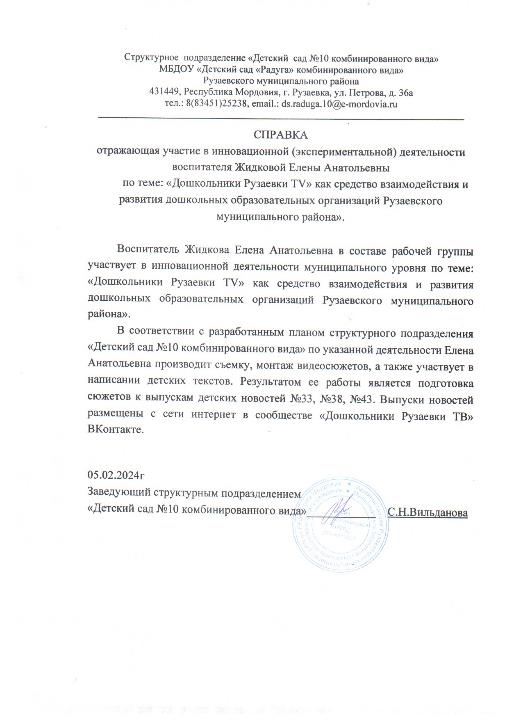 Структурное подразделение «Детский сад №10 комбинированного вида»
МБДОУ «Детский сад «Радуга» комбинированного вида»
Рузаевского муниципального района
431449, Республика Мордовия, г. Рузаевка, ул. Петрова, д. 36а
тел.: 8(83451)25238, email.: ds.raduga.10@e-mordovia.ru
СПРАВКА
отражающая участие в инновационной (экспериментальной) деятельности
воспитателя Жидковой Елены Анатольевны
по теме: «Дошкольники Рузаевки TV» как средство взаимодействия и
развития дошкольных образовательных организаций Рузаевского
муниципального района».
Воспитатель Жидкова Елена Анатольевна в составе рабочей группы
участвует в инновационной деятельности муниципального уровня по теме:
«Дошкольники Рузаевки TV» как средство взаимодействия и развития
дошкольных образовательных организаций Рузаевского муниципального
района».
В соответствии с разработанным планом структурного подразделения
«Детский сад №10 комбинированного вида» по указанной деятельности Елена
Анатольевна производит съемку, монтаж видеосюжетов, а также участвует в
написании детских текстов. Результатом ее работы является подготовка
сюжетов к выпускам детских новостей №33, №38, №43. Выпуски новостей
размещены с сети интернет в сообществе «Дошкольники Рузаевки ТВ»
ВКонтакте.
05.02.2024г
Заведующий структурным подразделением
«Детский сад №10 комбинированного вида» С.Н.Вильданова